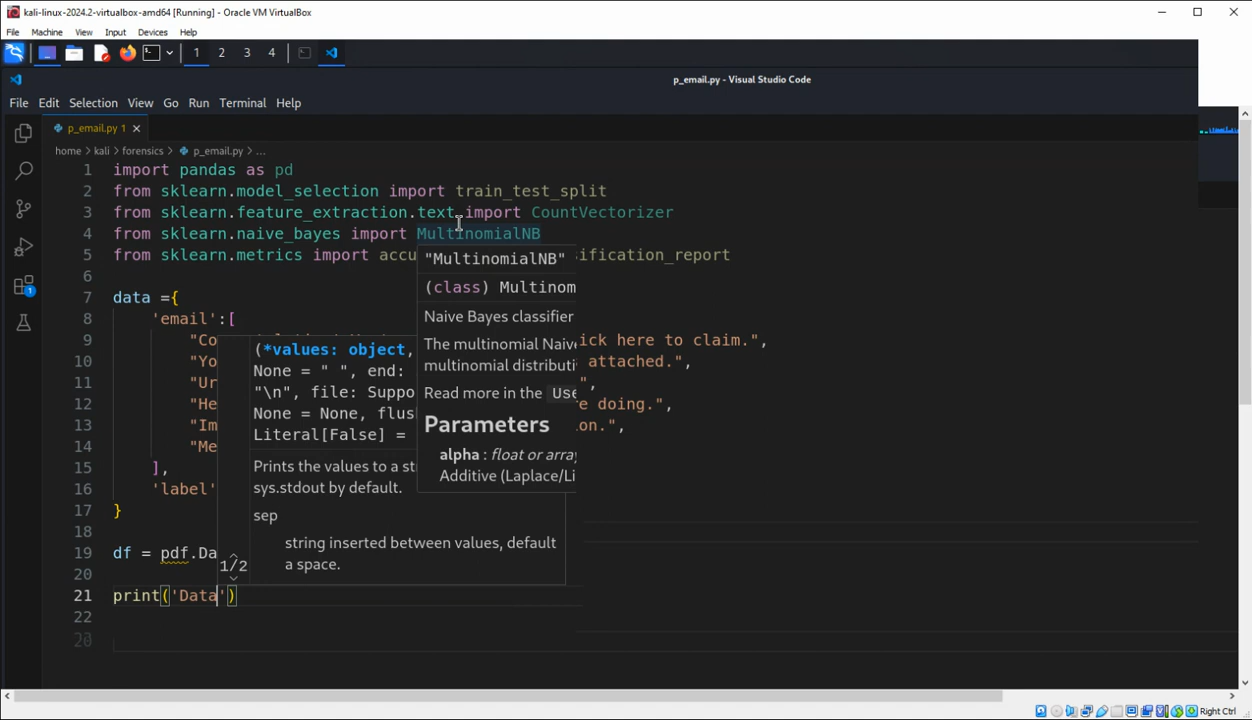 kali-linux-2024.2-virtualbox-amd64 [Running] - Oracle VM VirtualBox
File Machine View Input Devices Help
1 2 3 4
p_email.py - Visual Studio Code
File Edit Selection View Go Run Terminal Help
p_email.py 1
home kali forensics p_email.py ...
1 import pandas as pd
2 from sklearn.model_selection import train_test_split
3 from sklearn.feature_extraction.text import CountVectorizer
4 from sklearn.naive_bayes import MultinomialNB
5 from sklearn.metrics import accu ification_report
"MultinomialNB"
6
(class) Multinom
7 data ={
8 'email':[
Naive Bayes classifier
9 "Co ick here to claim.",
The multinomial Naive
(*values: object,
10 "Yo attached.",
multinomial distributi
None = " ", end:
11 "Ur ",
Read more in the Use
"\n", file: Suppo
12 "He e doing.",
None = None, flus
13 "Im on.",
Parameters
Literal[False] =
14 "Me
alpha : float or array
15 ],
Prints the values to a st
Additive (Laplace/Li
16 'label'
sys.stdout by default.
17 }
sep
18
string inserted between values, default
19 df = pdf.Da
a space.
1/2
20
21 print('Data')
22
20
Right Ctrl